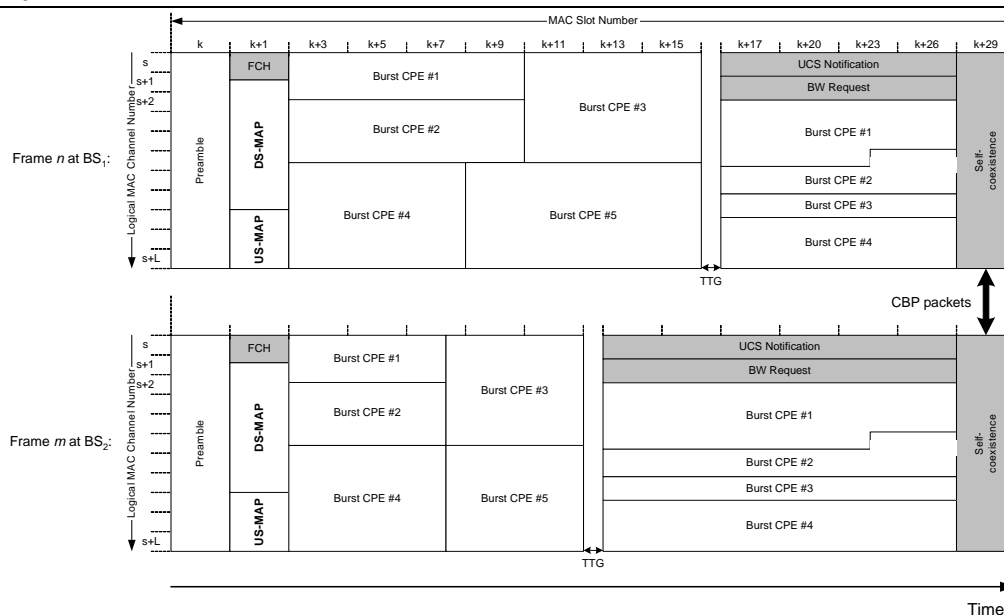 MAC Slot Number
k k+1 k+3 k+5 k+7 k+9 k+11 k+13 k+15 k+17 k+20 k+23 k+26 k+29
Frame n at BS1:
Logical MAC Channel Number
s
s+1
s+2
s+L
Preamble
FCH
DS-MAP
US-MAP
Burst CPE #1
Burst CPE #2
Burst CPE #3
Burst CPE #4
Burst CPE #5
TTG
UCS Notification
BW Request
Burst CPE #1
Burst CPE #2
Burst CPE #3
Burst CPE #4
Self-
coexistence
CBP packets
Frame m at BS2:
Logical MAC Channel Number
s
s+1
s+2
s+L
Preamble
FCH
DS-MAP
US-MAP
Burst CPE #1
Burst CPE #2
Burst CPE #3
Burst CPE #4
Burst CPE #5
TTG
UCS Notification
BW Request
Burst CPE #1
Burst CPE #2
Burst CPE #3
Burst CPE #4
Self-
coexistence
Time